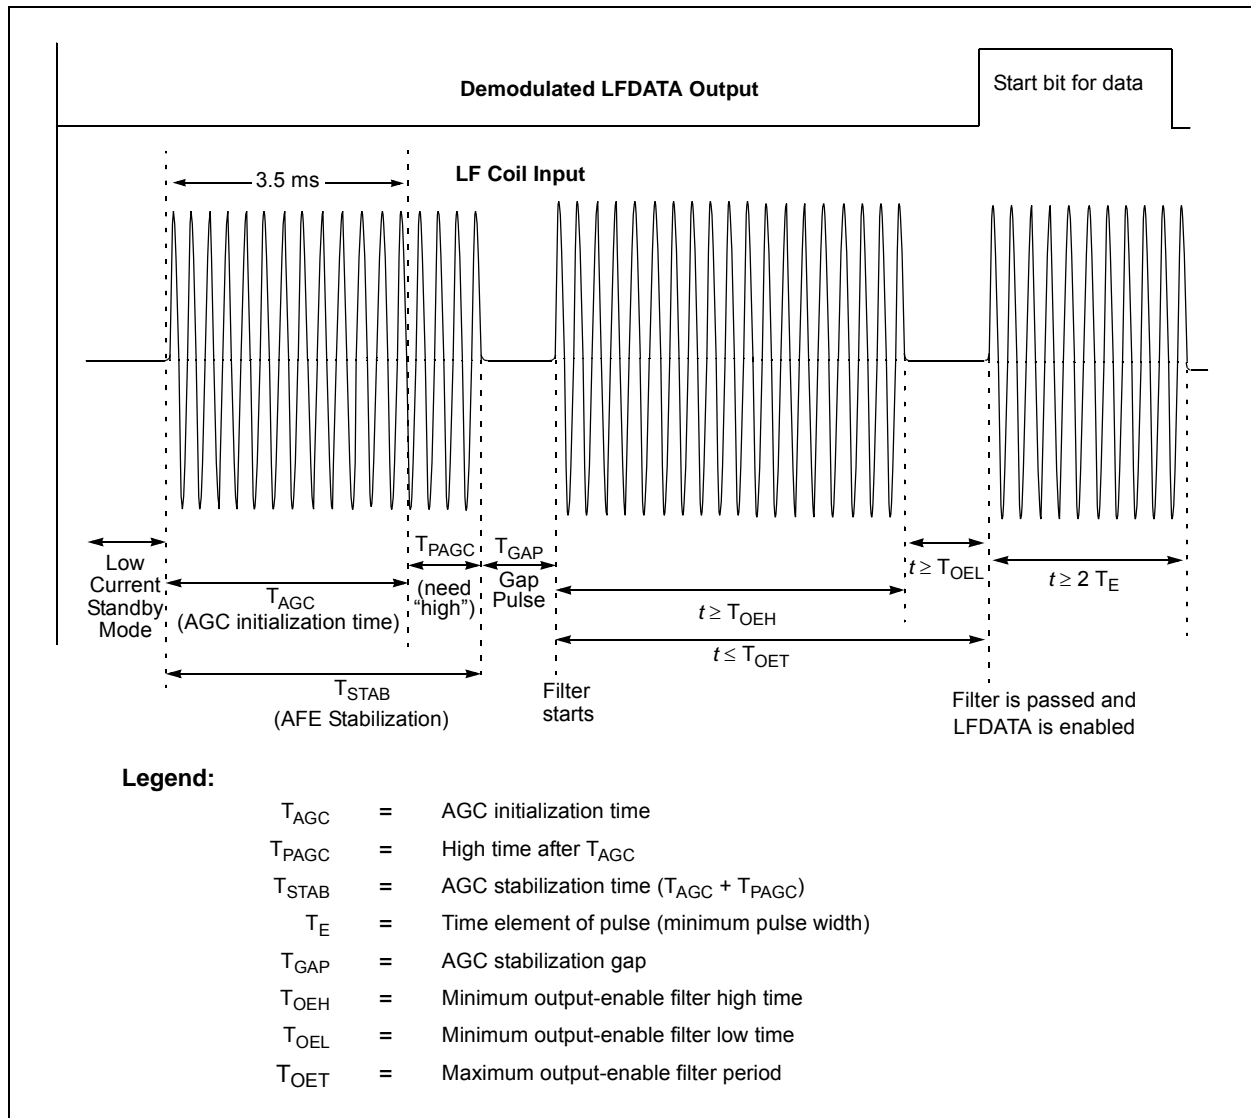 Demodulated LFDATA Output
Start bit for data
3.5 ms
LF Coil Input
Low
Current
Standby
Mode
T_AGC
(AGC initialization time)
T_PAGC
(need
“high”)
T_GAP
Gap
Pulse
t ≥ T_OEH
t ≥ T_OEL
t ≥ 2 T_E
t ≤ T_OET
T_STAB
(AFE Stabilization)
Filter
starts
Filter is passed and
LFDATA is enabled
Legend:
T_AGC = AGC initialization time
T_PAGC = High time after T_AGC
T_STAB = AGC stabilization time (T_AGC + T_PAGC)
T_E = Time element of pulse (minimum pulse width)
T_GAP = AGC stabilization gap
T_OEH = Minimum output-enable filter high time
T_OEL = Minimum output-enable filter low time
T_OET = Maximum output-enable filter period